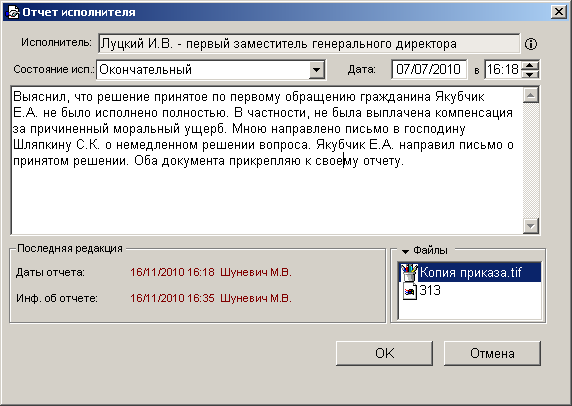 Отчет исполнителя
Исполнитель: Луцкий И.В. - первый заместитель генерального директора
Состояние исп.: Окончательный Дата: 07/07/2010 в 16:18
Выяснил, что решение принятое по первому обращению гражданина Якубчик
Е.А. не было исполнено полностью. В частности, не была выплачена компенсация
за причиненный моральный ущерб. Мною направлено письмо в господину
Шляпкину С.К. о немедленном решении вопроса. Якубчик Е.А. направил письмо о
принятом решении. Оба документа прикрепляю к своему отчету.
Последняя редакция
Даты отчета: 16/11/2010 16:18 Шуневич М.В.
Инф. об отчете: 16/11/2010 16:35 Шуневич М.В.
Файлы
Копия приказа.tif
313
OK Отмена